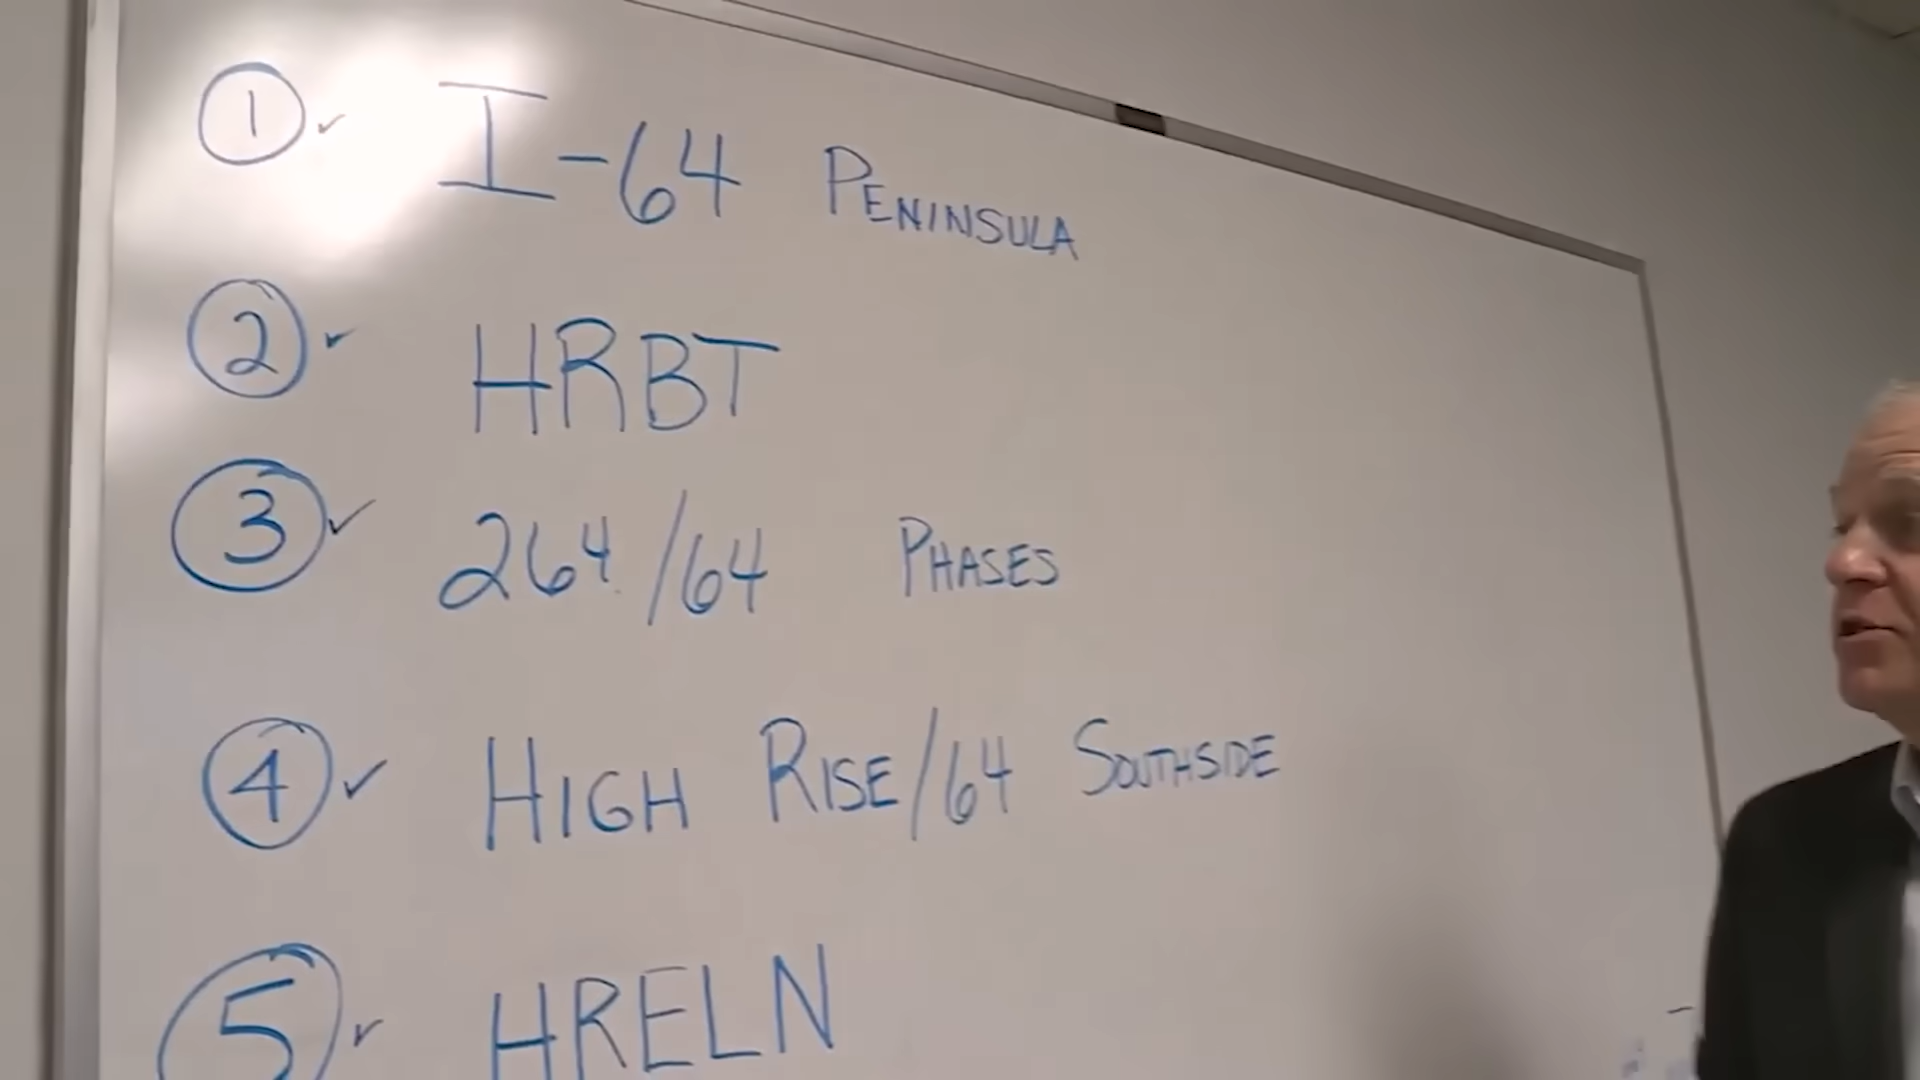 1 ✓ I-64 PENINSULA
2 ✓ HRBT
3 ✓ 264/64 PHASES
4 ✓ HIGH RISE/64 SOUTHSIDE
5 ✓ HRELN